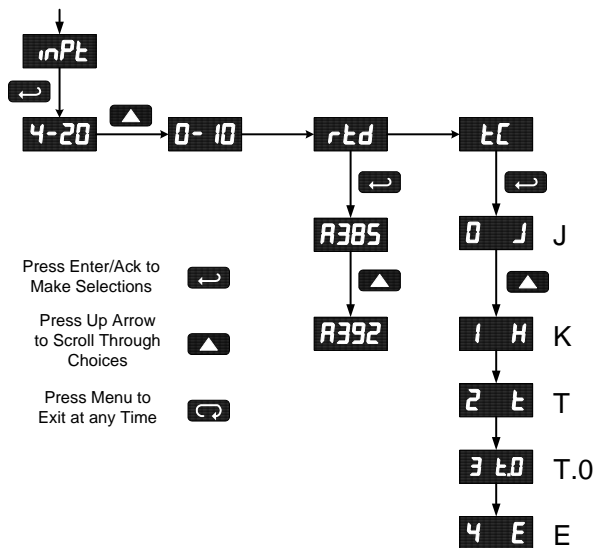 inPt
4-20 0-10 rtd tC
A385 0 J J
A392 1 H K
Press Enter/Ack to
Make Selections
Press Up Arrow
to Scroll Through
Choices
Press Menu to
Exit at any Time
2 t T
3 t.0 T.0
4 E E